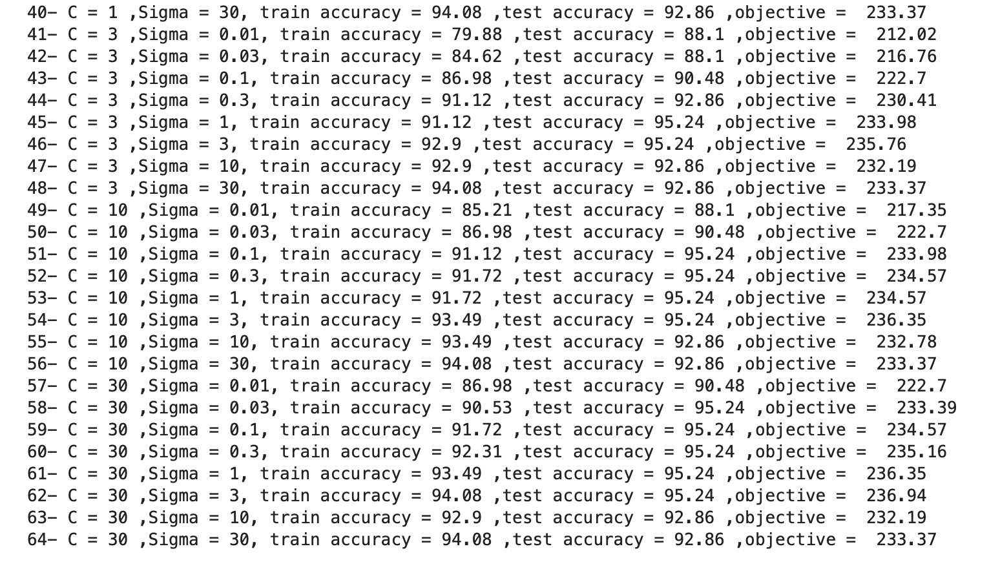 40- C = 1 ,Sigma = 30, train accuracy = 94.08 ,test accuracy = 92.86 ,objective =  233.37
41- C = 3 ,Sigma = 0.01, train accuracy = 79.88 ,test accuracy = 88.1 ,objective =  212.02
42- C = 3 ,Sigma = 0.03, train accuracy = 84.62 ,test accuracy = 88.1 ,objective =  216.76
43- C = 3 ,Sigma = 0.1, train accuracy = 86.98 ,test accuracy = 90.48 ,objective =  222.7
44- C = 3 ,Sigma = 0.3, train accuracy = 91.12 ,test accuracy = 92.86 ,objective =  230.41
45- C = 3 ,Sigma = 1, train accuracy = 91.12 ,test accuracy = 95.24 ,objective =  233.98
46- C = 3 ,Sigma = 3, train accuracy = 92.9 ,test accuracy = 95.24 ,objective =  235.76
47- C = 3 ,Sigma = 10, train accuracy = 92.9 ,test accuracy = 92.86 ,objective =  232.19
48- C = 3 ,Sigma = 30, train accuracy = 94.08 ,test accuracy = 92.86 ,objective =  233.37
49- C = 10 ,Sigma = 0.01, train accuracy = 85.21 ,test accuracy = 88.1 ,objective =  217.35
50- C = 10 ,Sigma = 0.03, train accuracy = 86.98 ,test accuracy = 90.48 ,objective =  222.7
51- C = 10 ,Sigma = 0.1, train accuracy = 91.12 ,test accuracy = 95.24 ,objective =  233.98
52- C = 10 ,Sigma = 0.3, train accuracy = 91.72 ,test accuracy = 95.24 ,objective =  234.57
53- C = 10 ,Sigma = 1, train accuracy = 91.72 ,test accuracy = 95.24 ,objective =  234.57
54- C = 10 ,Sigma = 3, train accuracy = 93.49 ,test accuracy = 95.24 ,objective =  236.35
55- C = 10 ,Sigma = 10, train accuracy = 93.49 ,test accuracy = 92.86 ,objective =  232.78
56- C = 10 ,Sigma = 30, train accuracy = 94.08 ,test accuracy = 92.86 ,objective =  233.37
57- C = 30 ,Sigma = 0.01, train accuracy = 86.98 ,test accuracy = 90.48 ,objective =  222.7
58- C = 30 ,Sigma = 0.03, train accuracy = 90.53 ,test accuracy = 95.24 ,objective =  233.39
59- C = 30 ,Sigma = 0.1, train accuracy = 91.72 ,test accuracy = 95.24 ,objective =  234.57
60- C = 30 ,Sigma = 0.3, train accuracy = 92.31 ,test accuracy = 95.24 ,objective =  235.16
61- C = 30 ,Sigma = 1, train accuracy = 93.49 ,test accuracy = 95.24 ,objective =  236.35
62- C = 30 ,Sigma = 3, train accuracy = 94.08 ,test accuracy = 95.24 ,objective =  236.94
63- C = 30 ,Sigma = 10, train accuracy = 92.9 ,test accuracy = 92.86 ,objective =  232.19
64- C = 30 ,Sigma = 30, train accuracy = 94.08 ,test accuracy = 92.86 ,objective =  233.37